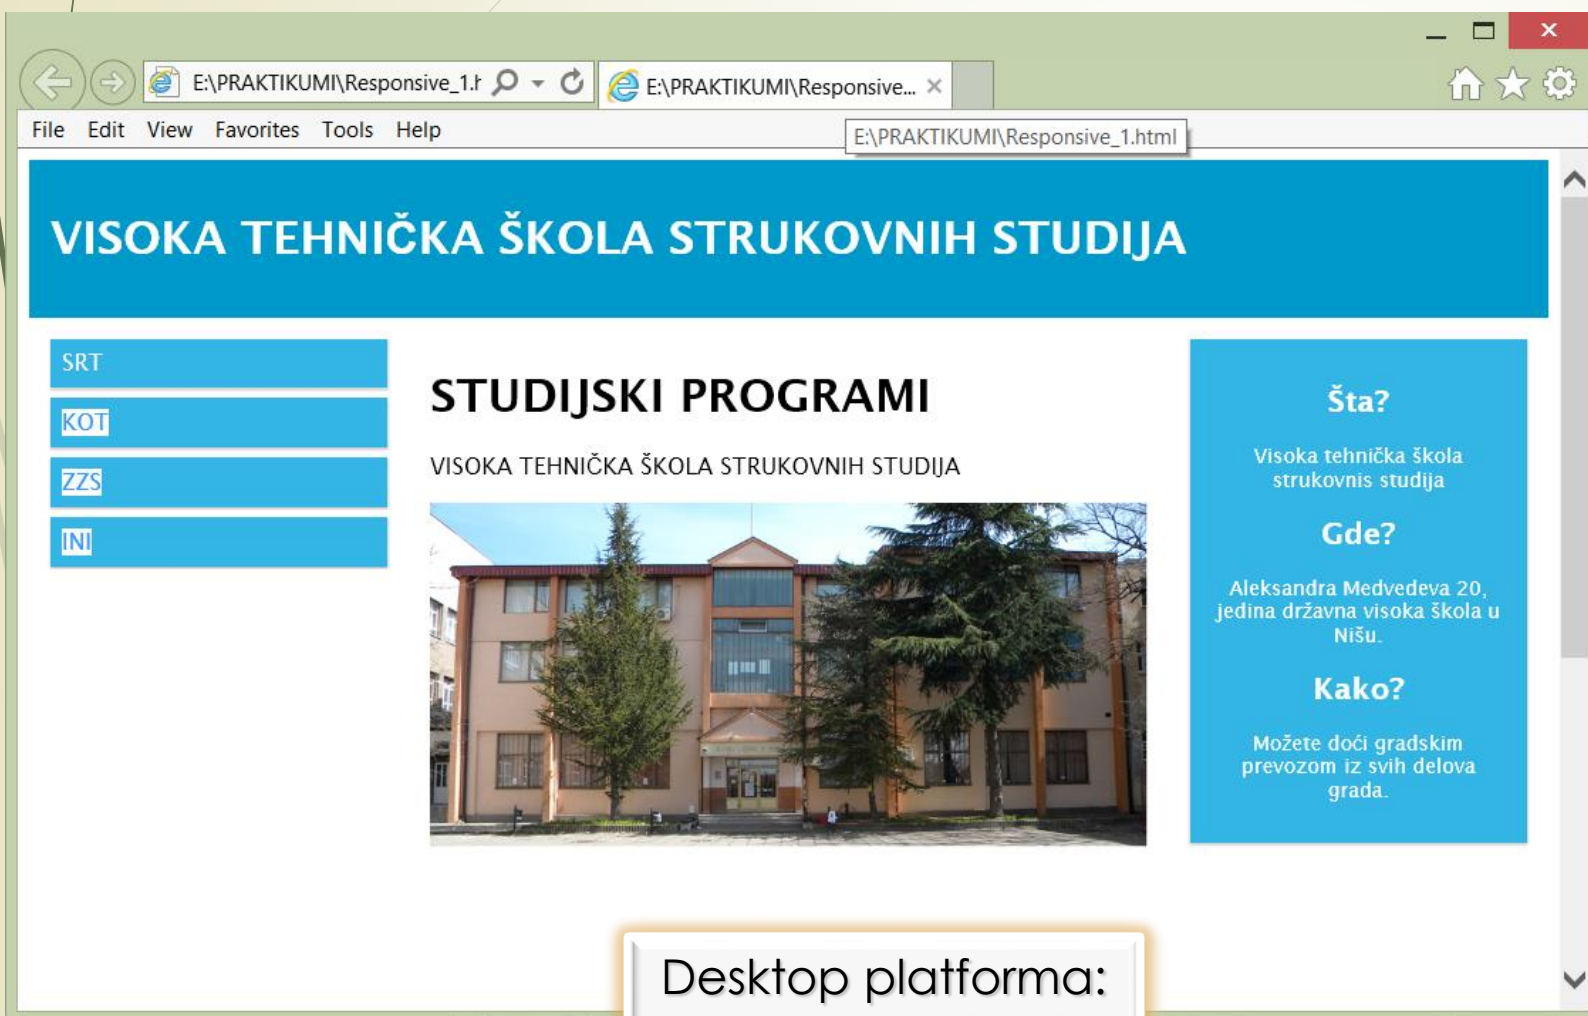 E:\PRAKTIKUMI\Responsive_1.h
E:\PRAKTIKUMI\Responsive...
File Edit View Favorites Tools Help
E:\PRAKTIKUMI\Responsive_1.html
VISOKA TEHNIČKA ŠKOLA STRUKOVNIH STUDIJA
SRT
KOT
ZZS
INI
STUDIJSKI PROGRAMI
VISOKA TEHNIČKA ŠKOLA STRUKOVNIH STUDIJA
Šta?
Visoka tehnička škola
strukovnis studija
Gde?
Aleksandra Medvedeva 20,
jedina državna visoka škola u
Nišu.
Kako?
Možete doći gradskim
prevozom iz svih delova
grada.
Desktop platforma: